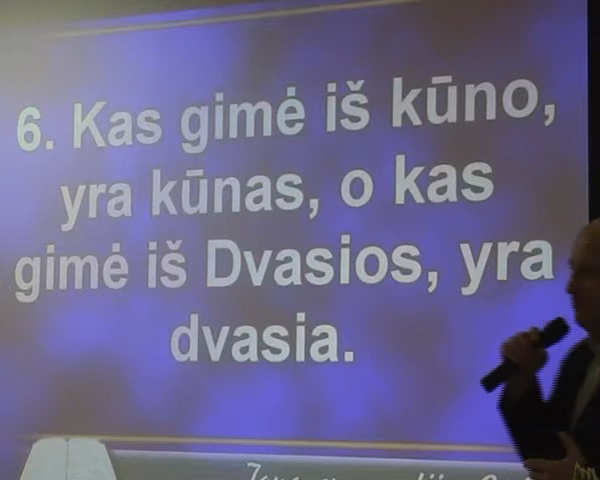 6. Kas gimė iš kūno,
yra kūnas, o kas
gimė iš Dvasios, yra
dvasia.